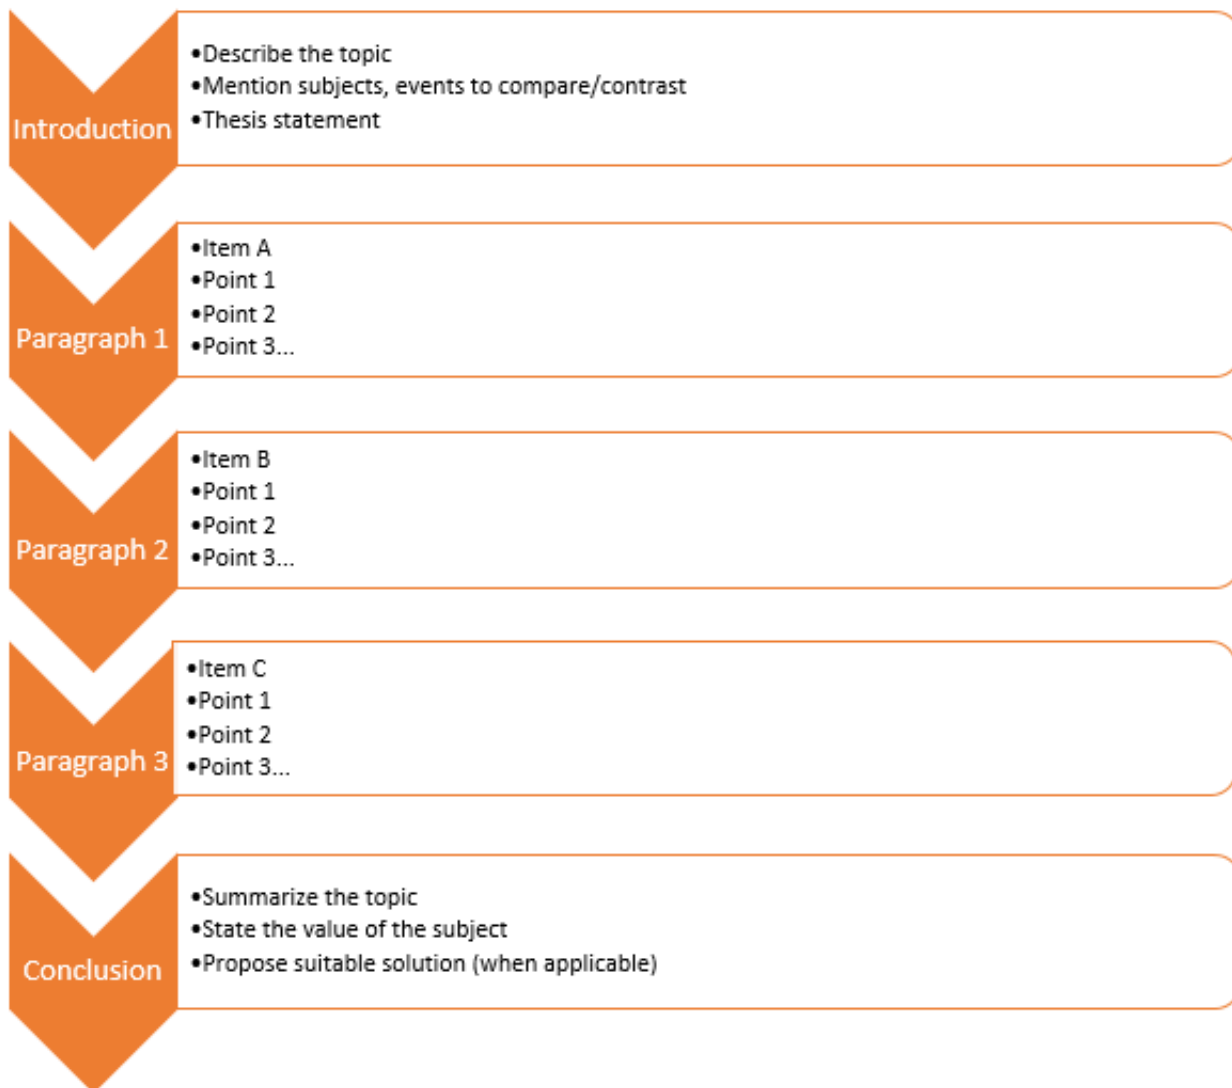 Introduction
•Describe the topic
•Mention subjects, events to compare/contrast
•Thesis statement
Paragraph 1
•Item A
•Point 1
•Point 2
•Point 3...
Paragraph 2
•Item B
•Point 1
•Point 2
•Point 3...
Paragraph 3
•Item C
•Point 1
•Point 2
•Point 3...
Conclusion
•Summarize the topic
•State the value of the subject
•Propose suitable solution (when applicable)